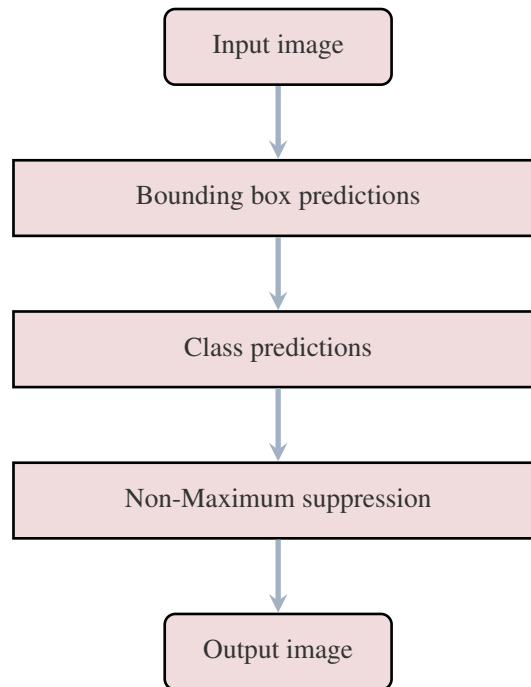 Input image
Bounding box predictions
Class predictions
Non-Maximum suppression
Output image